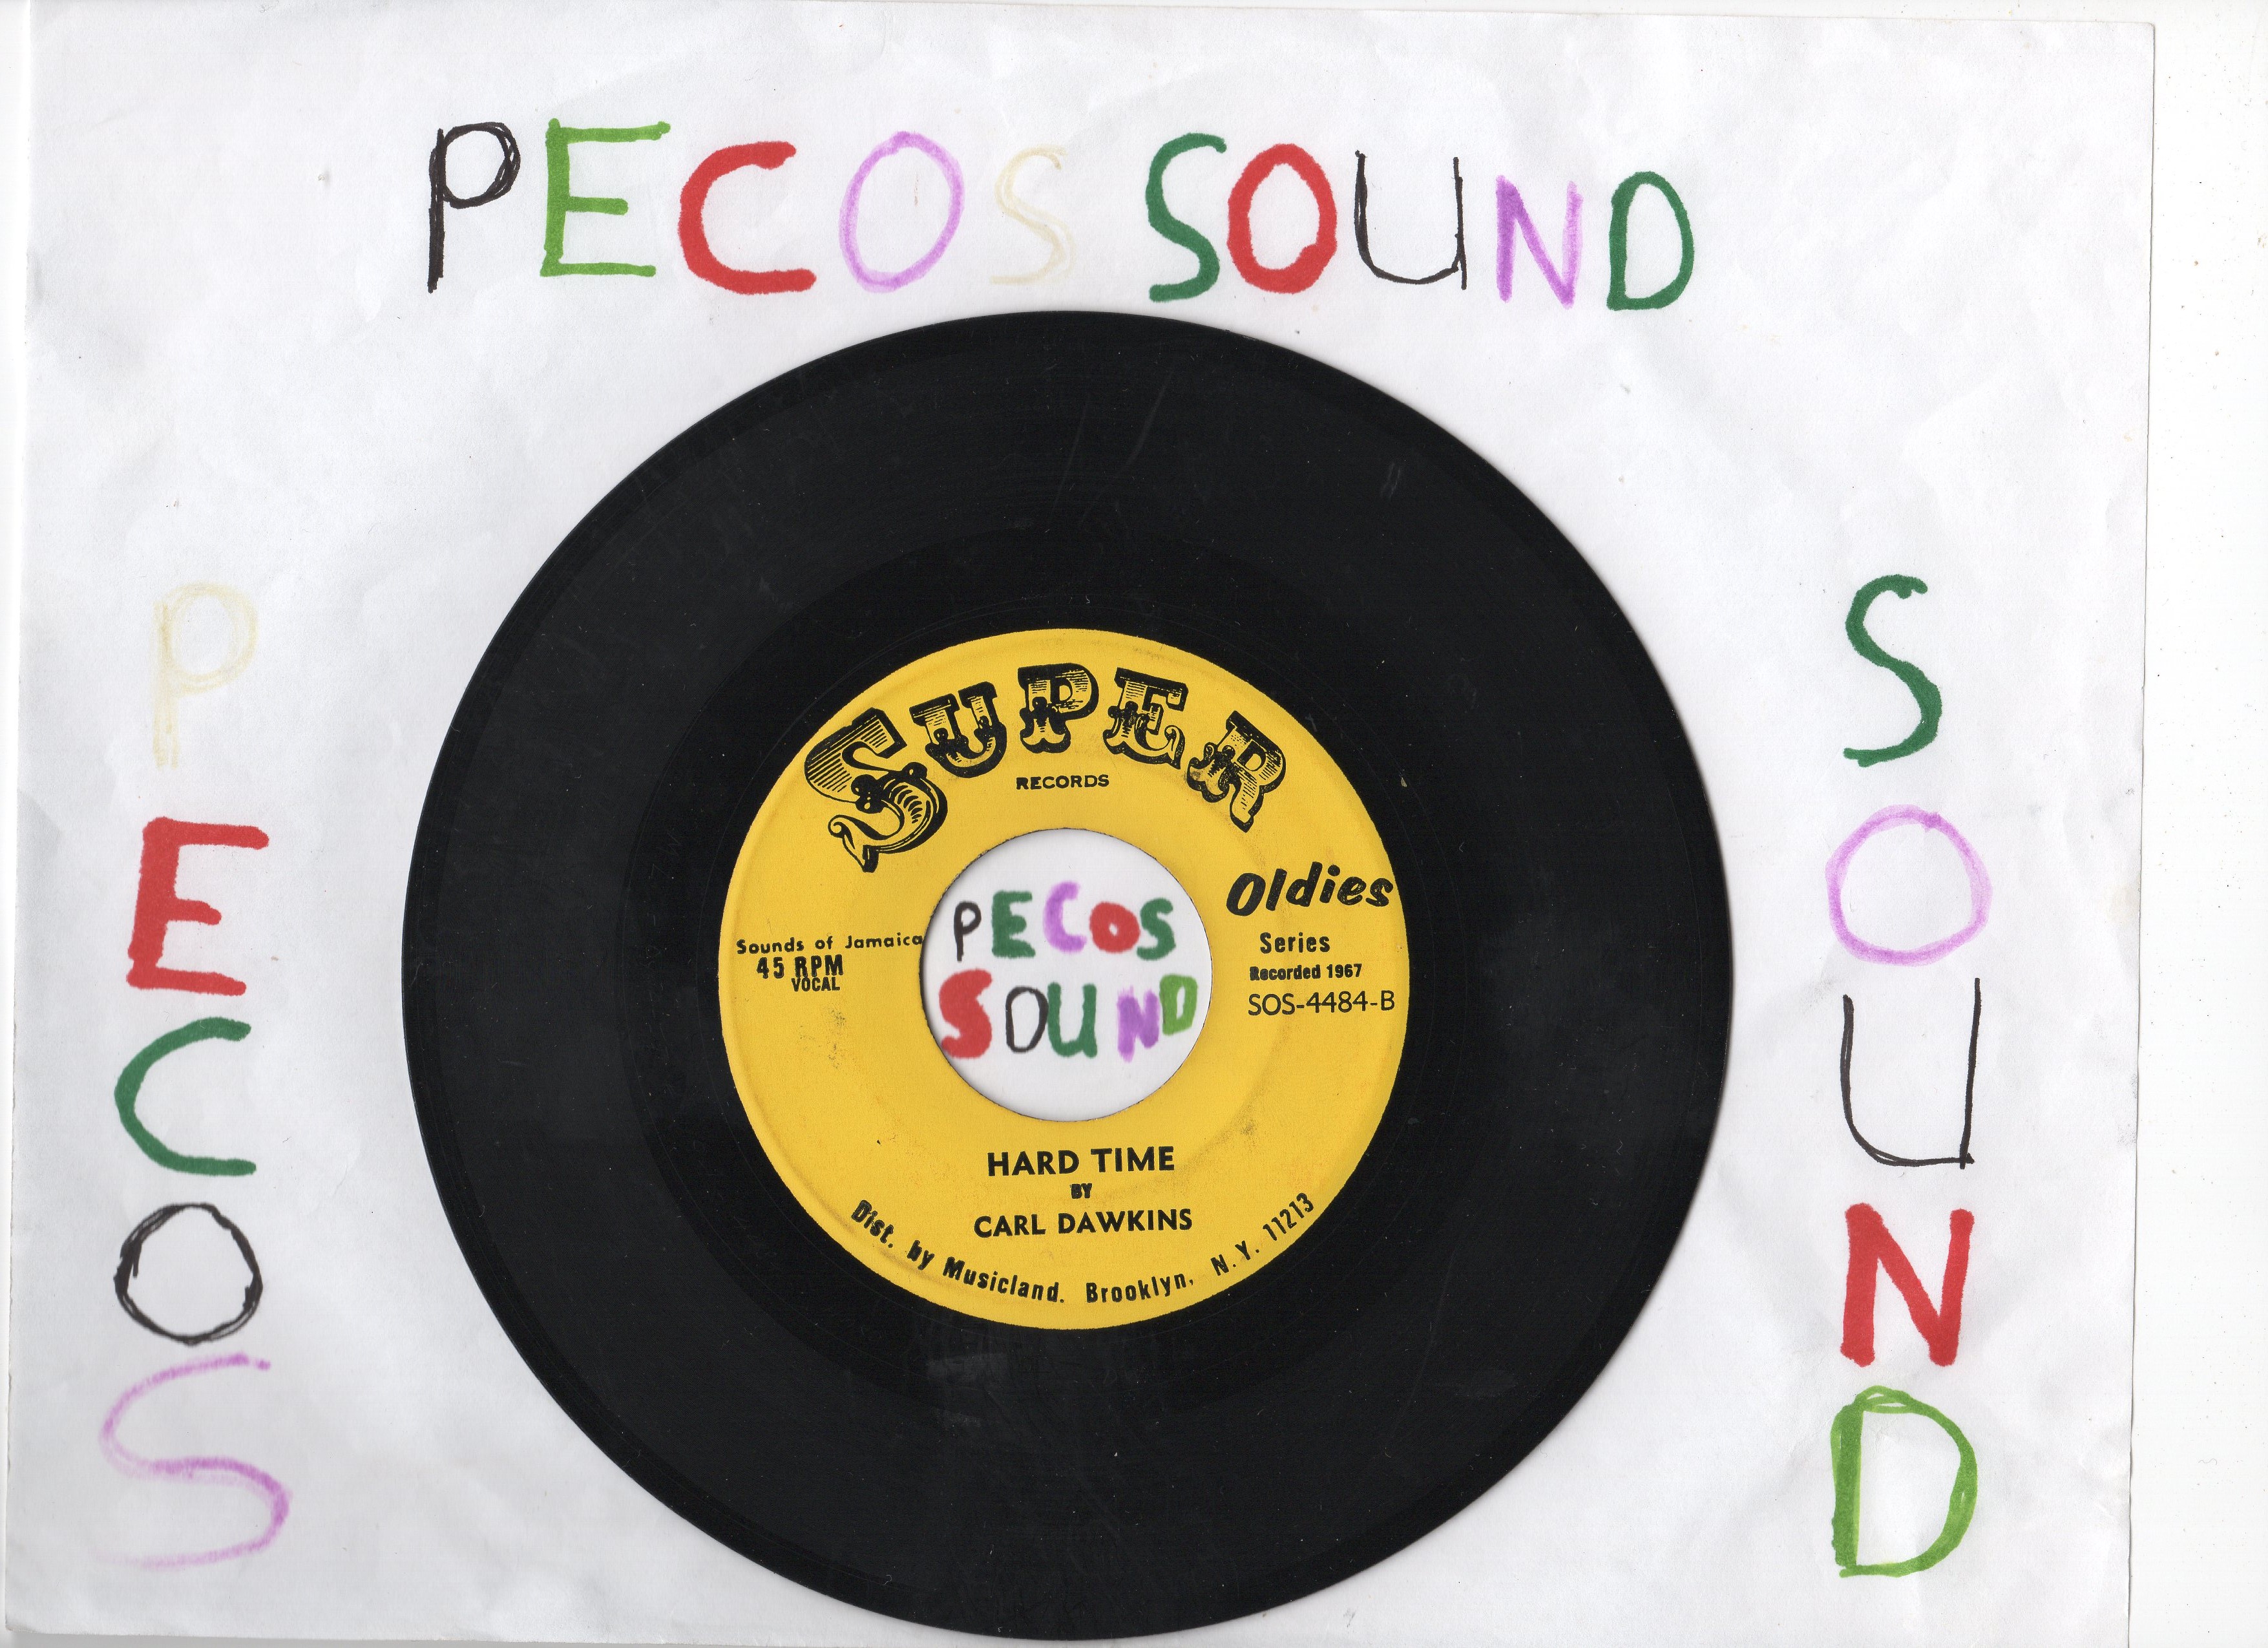 PECOS SOUND
P
E
C
O
S
S
O
U
N
D
SUPER
RECORDS
Oldies
Series
Recorded 1967
SOS-4484-B
Sounds of Jamaica
45 RPM
VOCAL
PECOS
SOUND
HARD TIME
BY
CARL DAWKINS
Dist. by Musicland. Brooklyn, N.Y. 11213